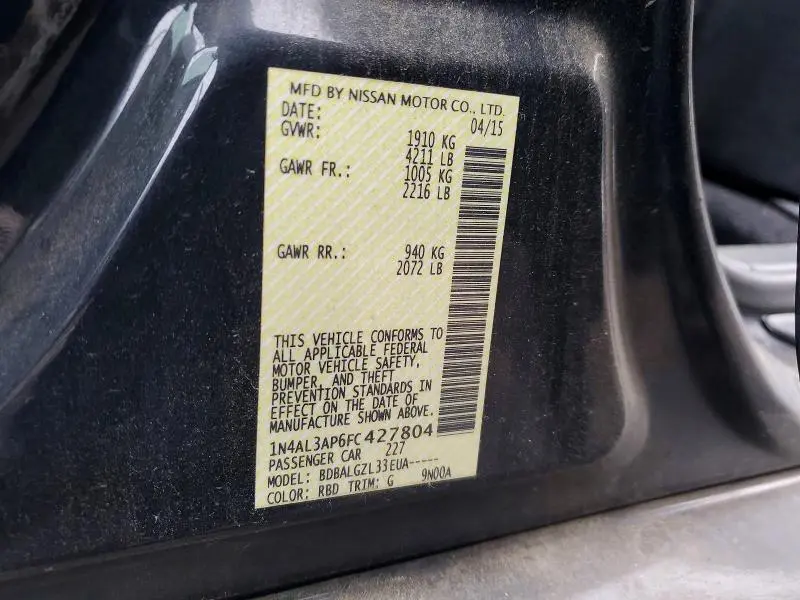 MFD BY NISSAN MOTOR CO., LTD.
DATE: 04/15
GVWR: 1910 KG
4211 LB
GAWR FR.: 1005 KG
2216 LB
GAWR RR.: 940 KG
2072 LB
THIS VEHICLE CONFORMS TO
ALL APPLICABLE FEDERAL
MOTOR VEHICLE SAFETY,
BUMPER, AND THEFT
PREVENTION STANDARDS IN
EFFECT ON THE DATE OF
MANUFACTURE SHOWN ABOVE.
1N4AL3AP6FC427804
PASSENGER CAR 227
MODEL: BDBALGZL33EUA-----
COLOR: RBD TRIM: G 9N00A